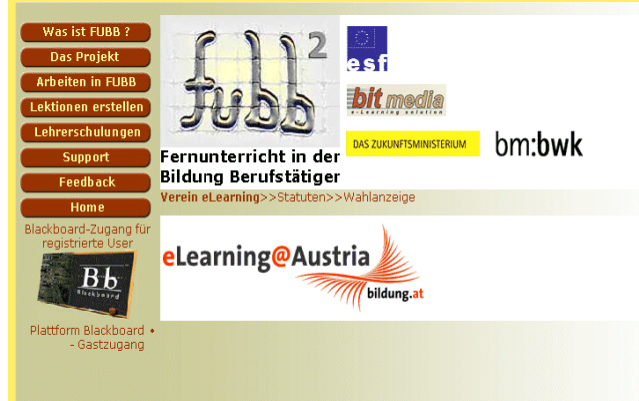 Was ist FUBB ?
Das Projekt
Arbeiten in FUBB
Lektionen erstellen
Lehrerschulungen
Support
Feedback
Home
Blackboard-Zugang für
registrierte User
Bb
Blackboard
Plattform Blackboard •
- Gastzugang
fubb 2
Fernunterricht in der
Bildung Berufstätiger
esf
bit media
e-Learning solution
DAS ZUKUNFTSMINISTERIUM
bm:bwk
Verein eLearning>>Statuten>>Wahlanzeige
eLearning@Austria
bildung.at